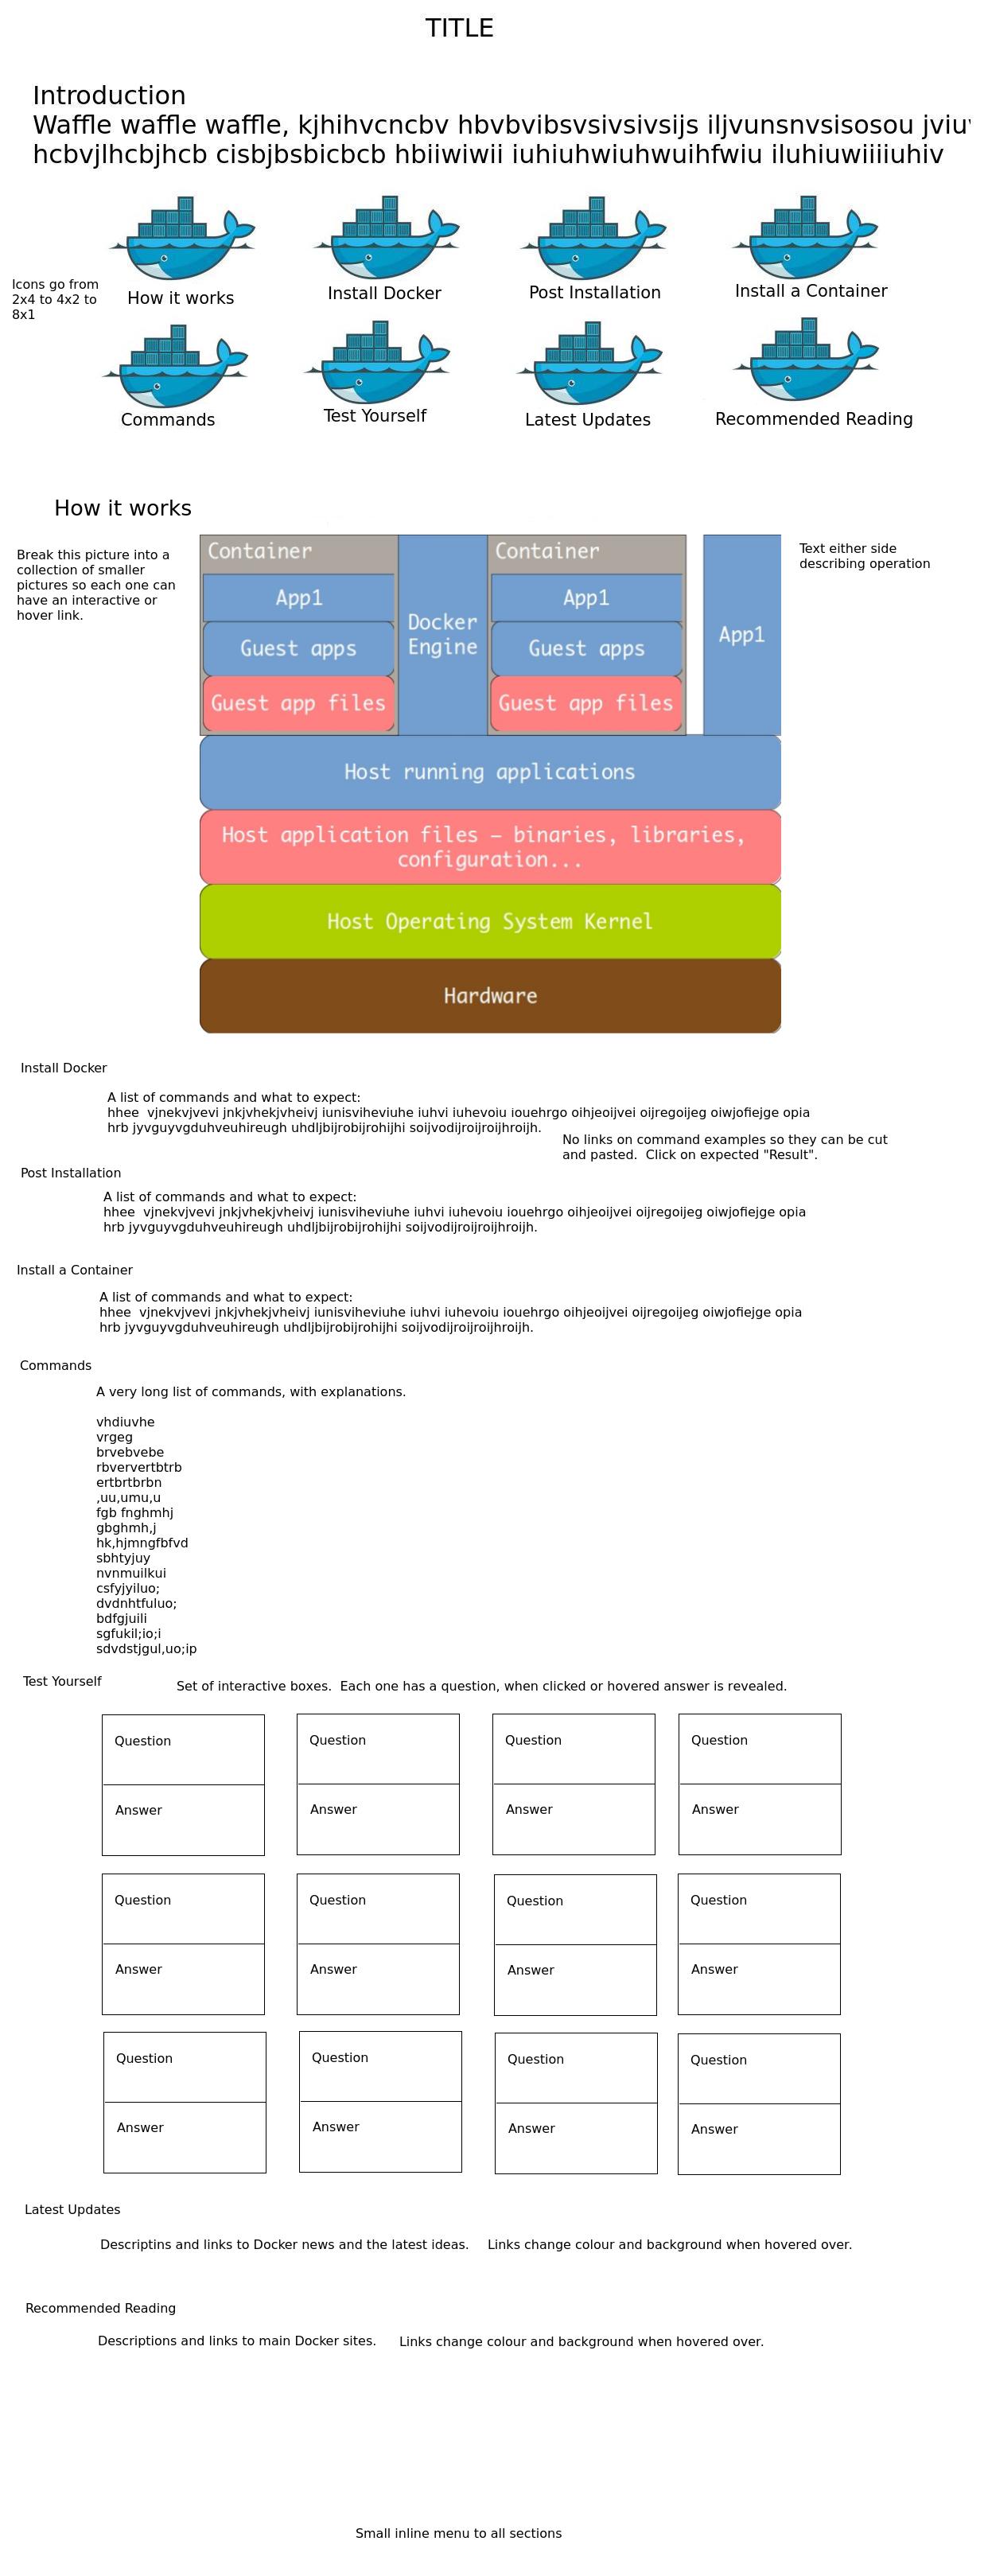 TITLE
Introduction
Waffle waffle waffle, kjhihvcncbv hbvbvibsvsivsivsijs iljvunsnvsisosou
hcbvjlhcbjhcb cisbjbsbicbcb hbiiwiwii iuhiuhwiuhwuihfwiu iluhiuwiiiiuhiv
Icons go from
2x4 to 4x2 to
8x1
How it works
Install Docker
Post Installation
Install a Container
Commands
Test Yourself
Latest Updates
Recommended Reading
How it works
Break this picture into a
collection of smaller
pictures so each one can
have an interactive or
hover link.
Container
App1
Guest apps
Guest app files
Docker
Engine
Container
App1
Guest apps
Guest app files
App1
Text either side
describing operation
Host running applications
Host application files – binaries, libraries,
configuration...
Host Operating System Kernel
Hardware
Install Docker
A list of commands and what to expect:
hhee  vjnekvjvevi jnkjvhekjvheivj iunisviheviuhe iuhvi iuhevoiu iouehrgo oihjeoijvei oijregoijeg oiwjofiejge opia
hrb jyvguyvgduhveuhireugh uhdljbijrobijrohijhi soijvodijroijroijhroijh.
No links on command examples so they can be cut
and pasted.  Click on expected "Result".
Post Installation
A list of commands and what to expect:
hhee  vjnekvjvevi jnkjvhekjvheivj iunisviheviuhe iuhvi iuhevoiu iouehrgo oihjeoijvei oijregoijeg oiwjofiejge opia
hrb jyvguyvgduhveuhireugh uhdljbijrobijrohijhi soijvodijroijroijhroijh.
Install a Container
A list of commands and what to expect:
hhee  vjnekvjvevi jnkjvhekjvheivj iunisviheviuhe iuhvi iuhevoiu iouehrgo oihjeoijvei oijregoijeg oiwjofiejge opia
hrb jyvguyvgduhveuhireugh uhdljbijrobijrohijhi soijvodijroijroijhroijh.
Commands
A very long list of commands, with explanations.
vhdiuvhe
vrgeg
brvebvebe
rbververtbtrb
ertbrtbrbn
,uu,umu,u
fgb fnghmhj
gbghmh,j
hk,hjmngfbfvd
sbhtyjuy
nvnmuilkui
csfyjyiluo;
dvdnhtfuluo;
bdfgjuili
sgfukil;io;i
sdvdstjgul,uo;ip
Test Yourself
Set of interactive boxes.  Each one has a question, when clicked or hovered answer is revealed.
Question
Question
Question
Question
Answer
Answer
Answer
Answer
Question
Question
Question
Question
Answer
Answer
Answer
Answer
Question
Question
Question
Question
Answer
Answer
Answer
Answer
Latest Updates
Descriptins and links to Docker news and the latest ideas.
Links change colour and background when hovered over.
Recommended Reading
Descriptions and links to main Docker sites.
Links change colour and background when hovered over.
Small inline menu to all sections